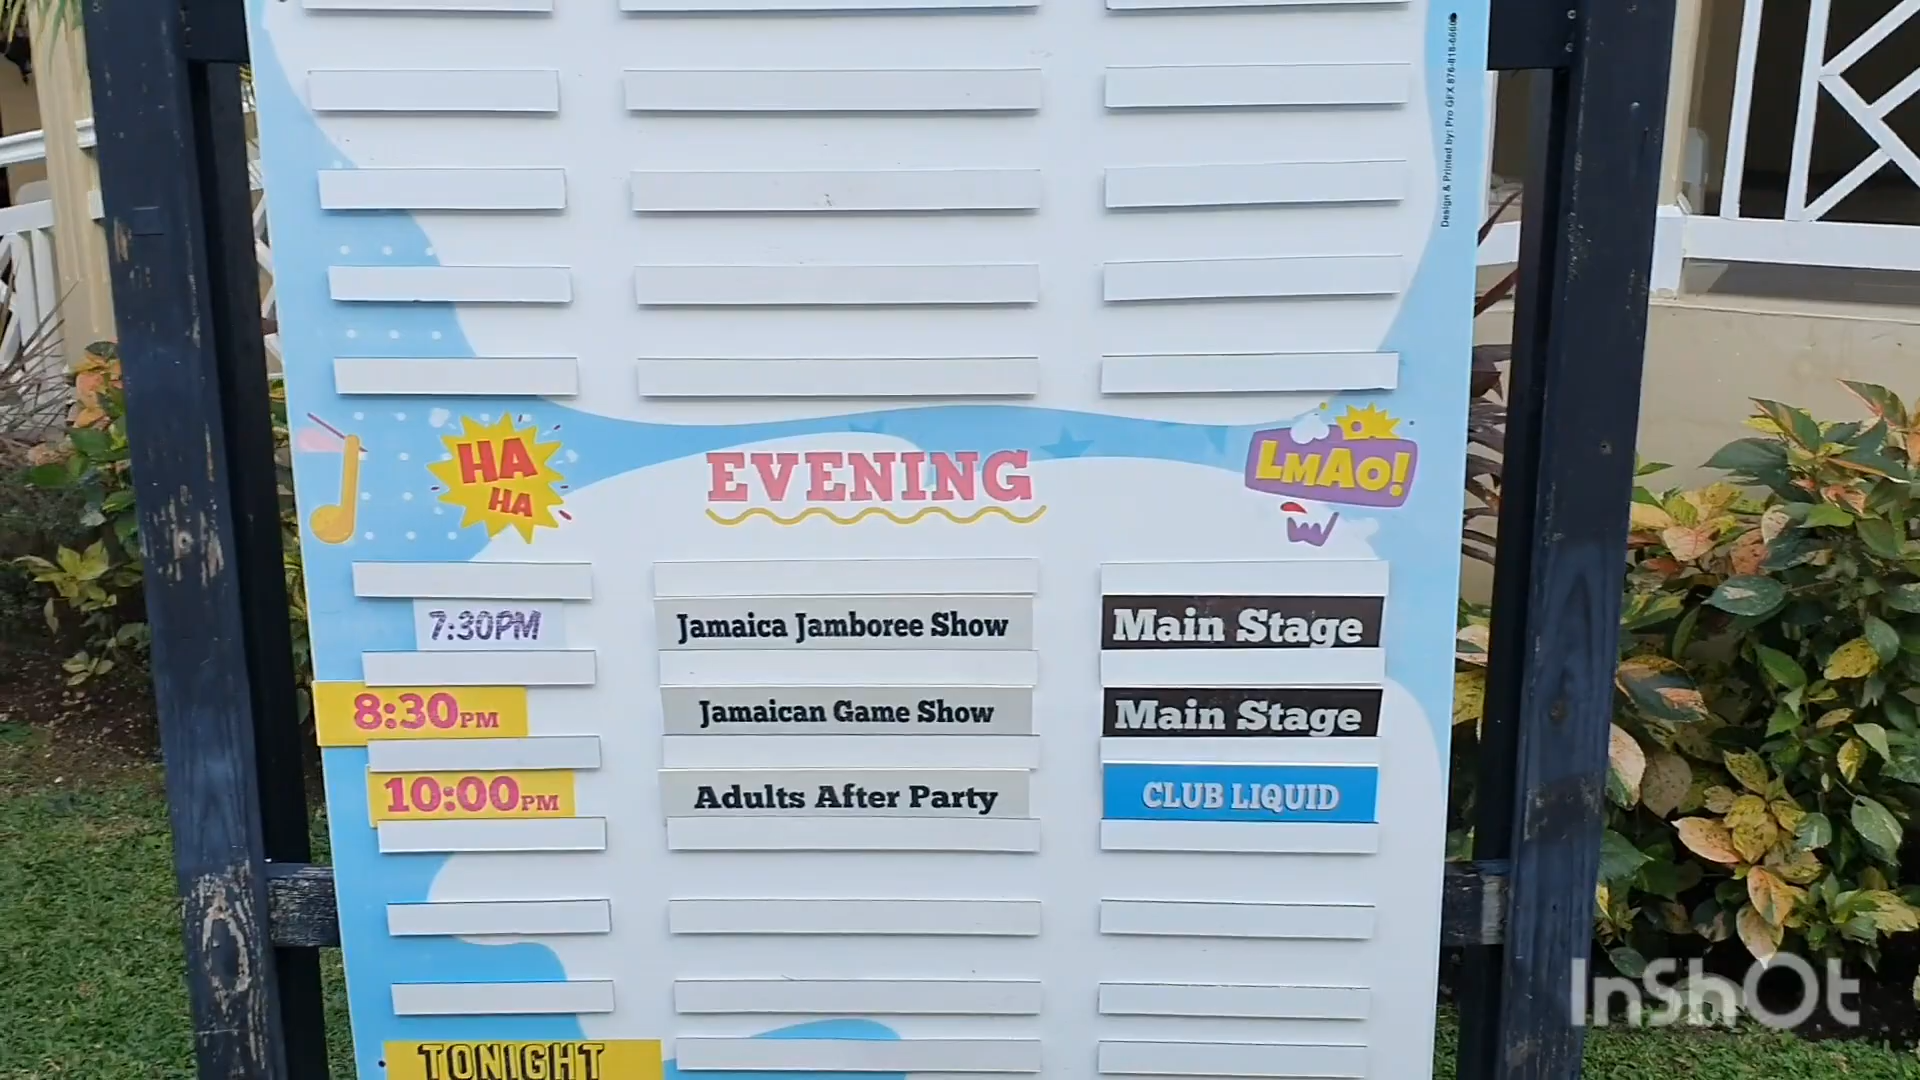 Design & Printed by: Pro GFX 876-818-6660
HA
HA
EVENING
LMAO!
7:30PM Jamaica Jamboree Show Main Stage
8:30PM Jamaican Game Show Main Stage
10:00PM Adults After Party CLUB LIQUID
TONIGHT
InShOt